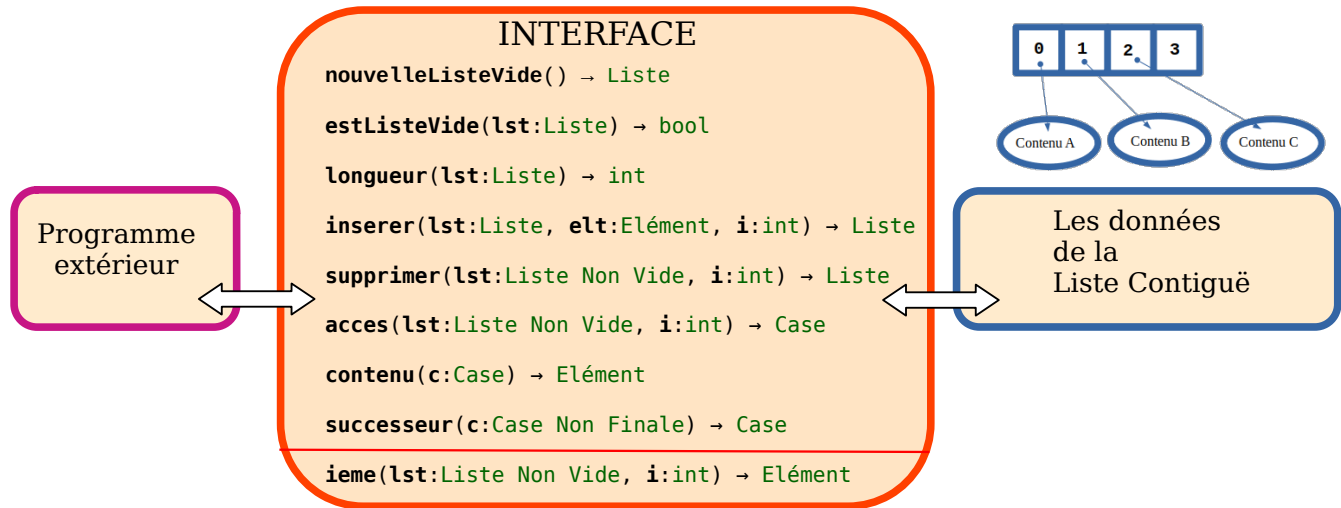 INTERFACE
nouvelleListeVide() → Liste
estListeVide(lst:Liste) → bool
longueur(lst:Liste) → int
inserer(lst:Liste, elt:Elément, i:int) → Liste
supprimer(lst:Liste Non Vide, i:int) → Liste
acces(lst:Liste Non Vide, i:int) → Case
contenu(c:Case) → Elément
successeur(c:Case Non Finale) → Case
ieme(lst:Liste Non Vide, i:int) → Elément
Programme
extérieur
0 1 2 3
Contenu A Contenu B Contenu C
Les données
de la
Liste Contiguë